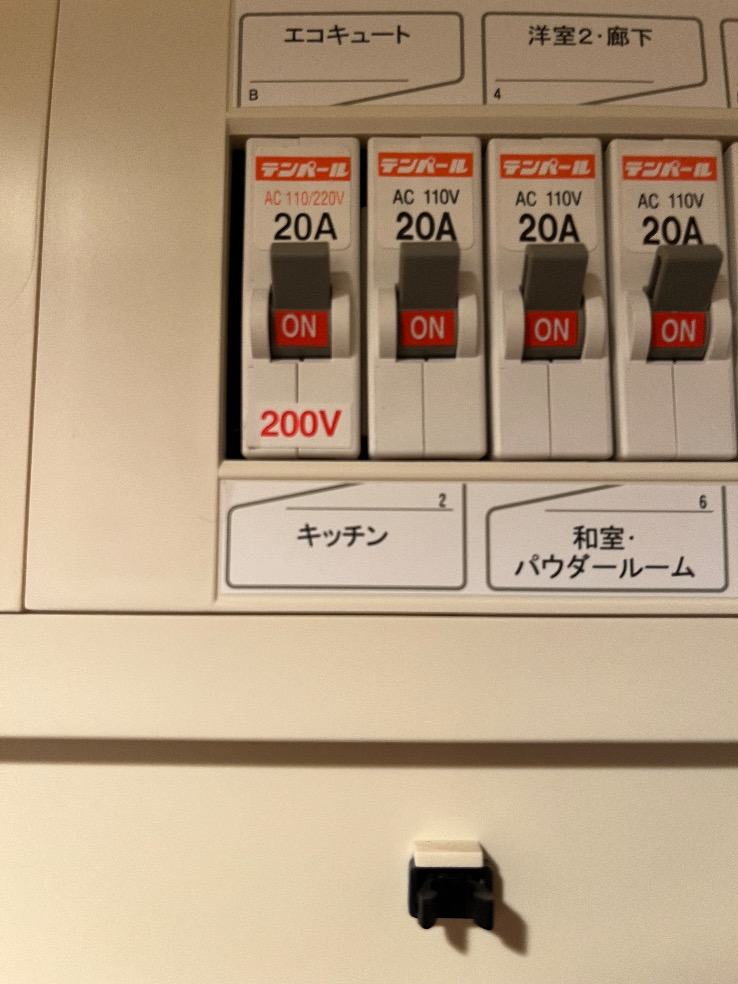 エコキュート
B
洋室2・廊下
4
テンパール
AC 110/220V
20A
ON
200V
テンパール
AC 110V
20A
ON
テンパール
AC 110V
20A
ON
テンパール
AC 110V
20A
ON
2
キッチン
6
和室・
パウダールーム